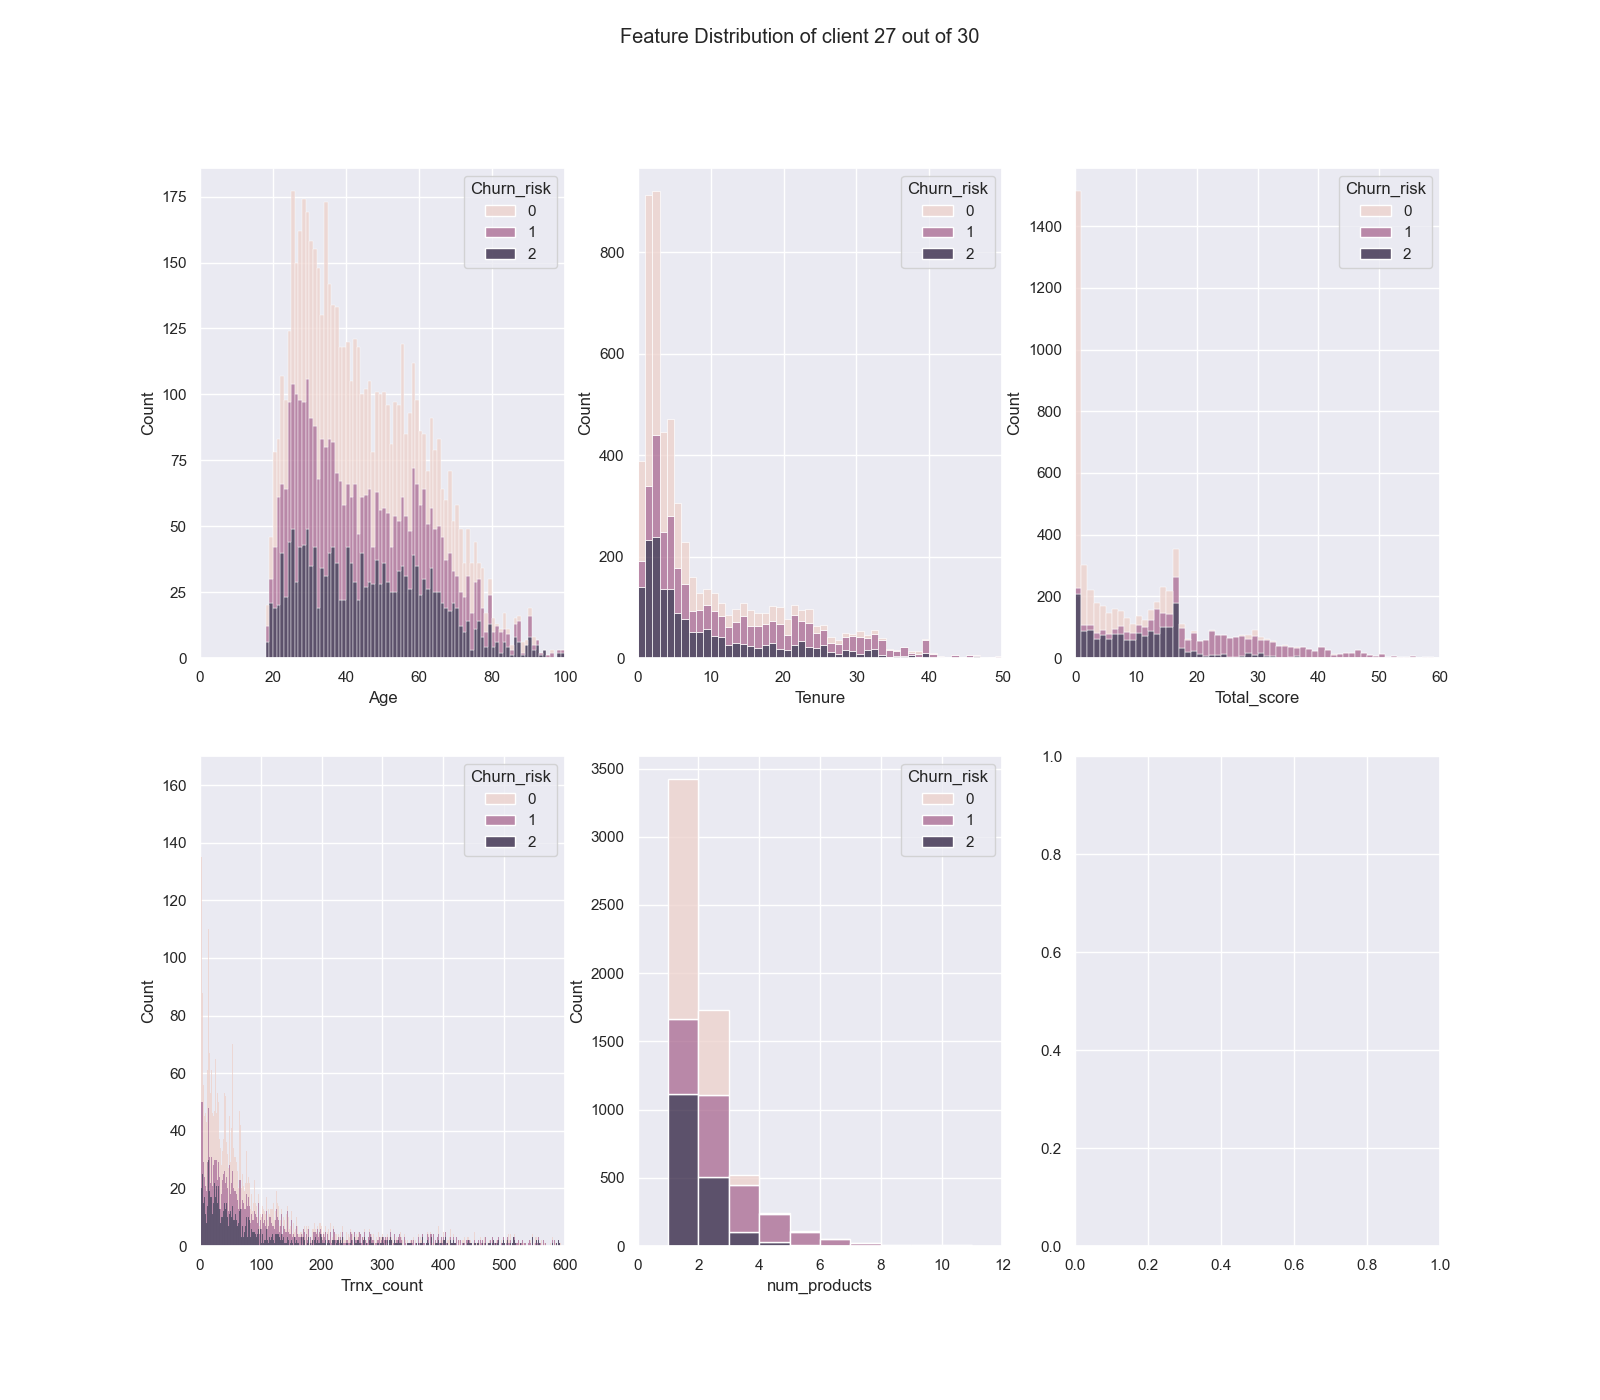 Feature Distribution of client 27 out of 30
Churn_risk
0
1
2
175
150
125
100
75
50
25
0
Count
0 20 40 60 80 100
Age
Churn_risk
0
1
2
800
600
400
200
0
Count
0 10 20 30 40 50
Tenure
Churn_risk
0
1
2
1400
1200
1000
800
600
400
200
0
Count
0 10 20 30 40 50 60
Total_score
Churn_risk
0
1
2
160
140
120
100
80
60
40
20
0
Count
0 100 200 300 400 500 600
Trnx_count
Churn_risk
0
1
2
3500
3000
2500
2000
1500
1000
500
0
Count
0 2 4 6 8 10 12
num_products
1.0
0.8
0.6
0.4
0.2
0.0
0.0 0.2 0.4 0.6 0.8 1.0